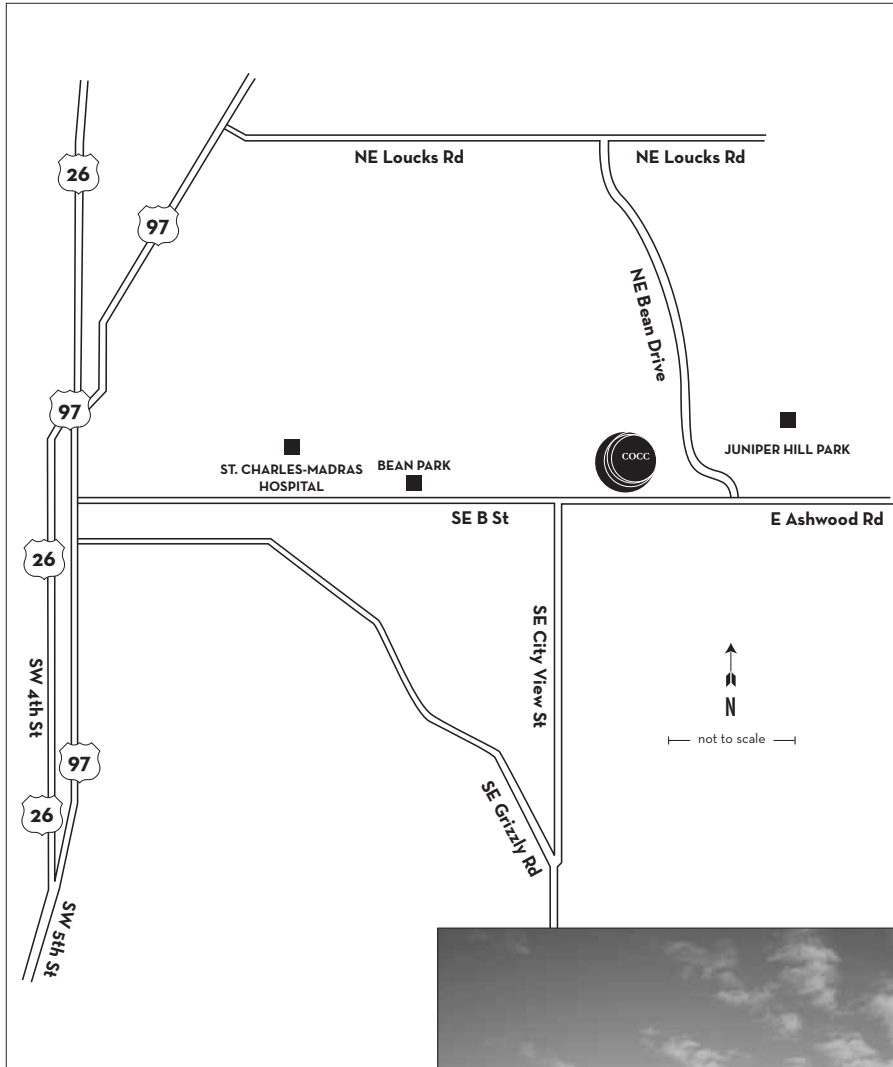 26
97
NE Loucks Rd
NE Loucks Rd
NE Bean Drive
97
ST. CHARLES-MADRAS
HOSPITAL
BEAN PARK
COCC
JUNIPER HILL PARK
SE B St
E Ashwood Rd
26
SW 4th St
SE City View St
N
not to scale
97
26
SE Grizzly Rd
SW 5th St